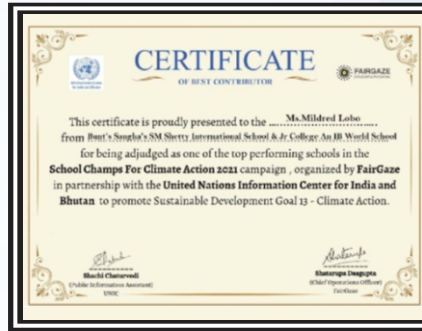 CERTIFICATE
OF BEST CONTRIBUTOR
FAIRGAZE
This certificate is proudly presented to the ....Ms.Mildred Lobo......
from Bunt's Sangha's SM Shetty International School & Jr College An IB World School
for being adjudged as one of the top performing schools in the
School Champs For Climate Action 2021 campaign , organized by FairGaze
in partnership with the United Nations Information Center for India and
Bhutan to promote Sustainable Development Goal 13 - Climate Action.
Shachi Chaturvedi
(Public Information Assistant)
UNIC
Shatarupa Dasgupta
(Chief Operations Officer)
FairGaze